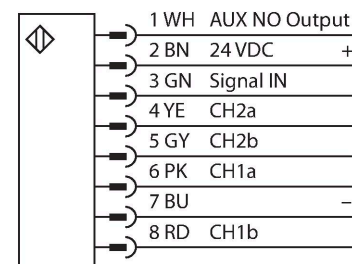 1 WH AUX NO Output
2 BN 24 VDC +
3 GN Signal IN
4 YE CH2a
5 GY CH2b
6 PK CH1a
7 BU –
8 RD CH1b